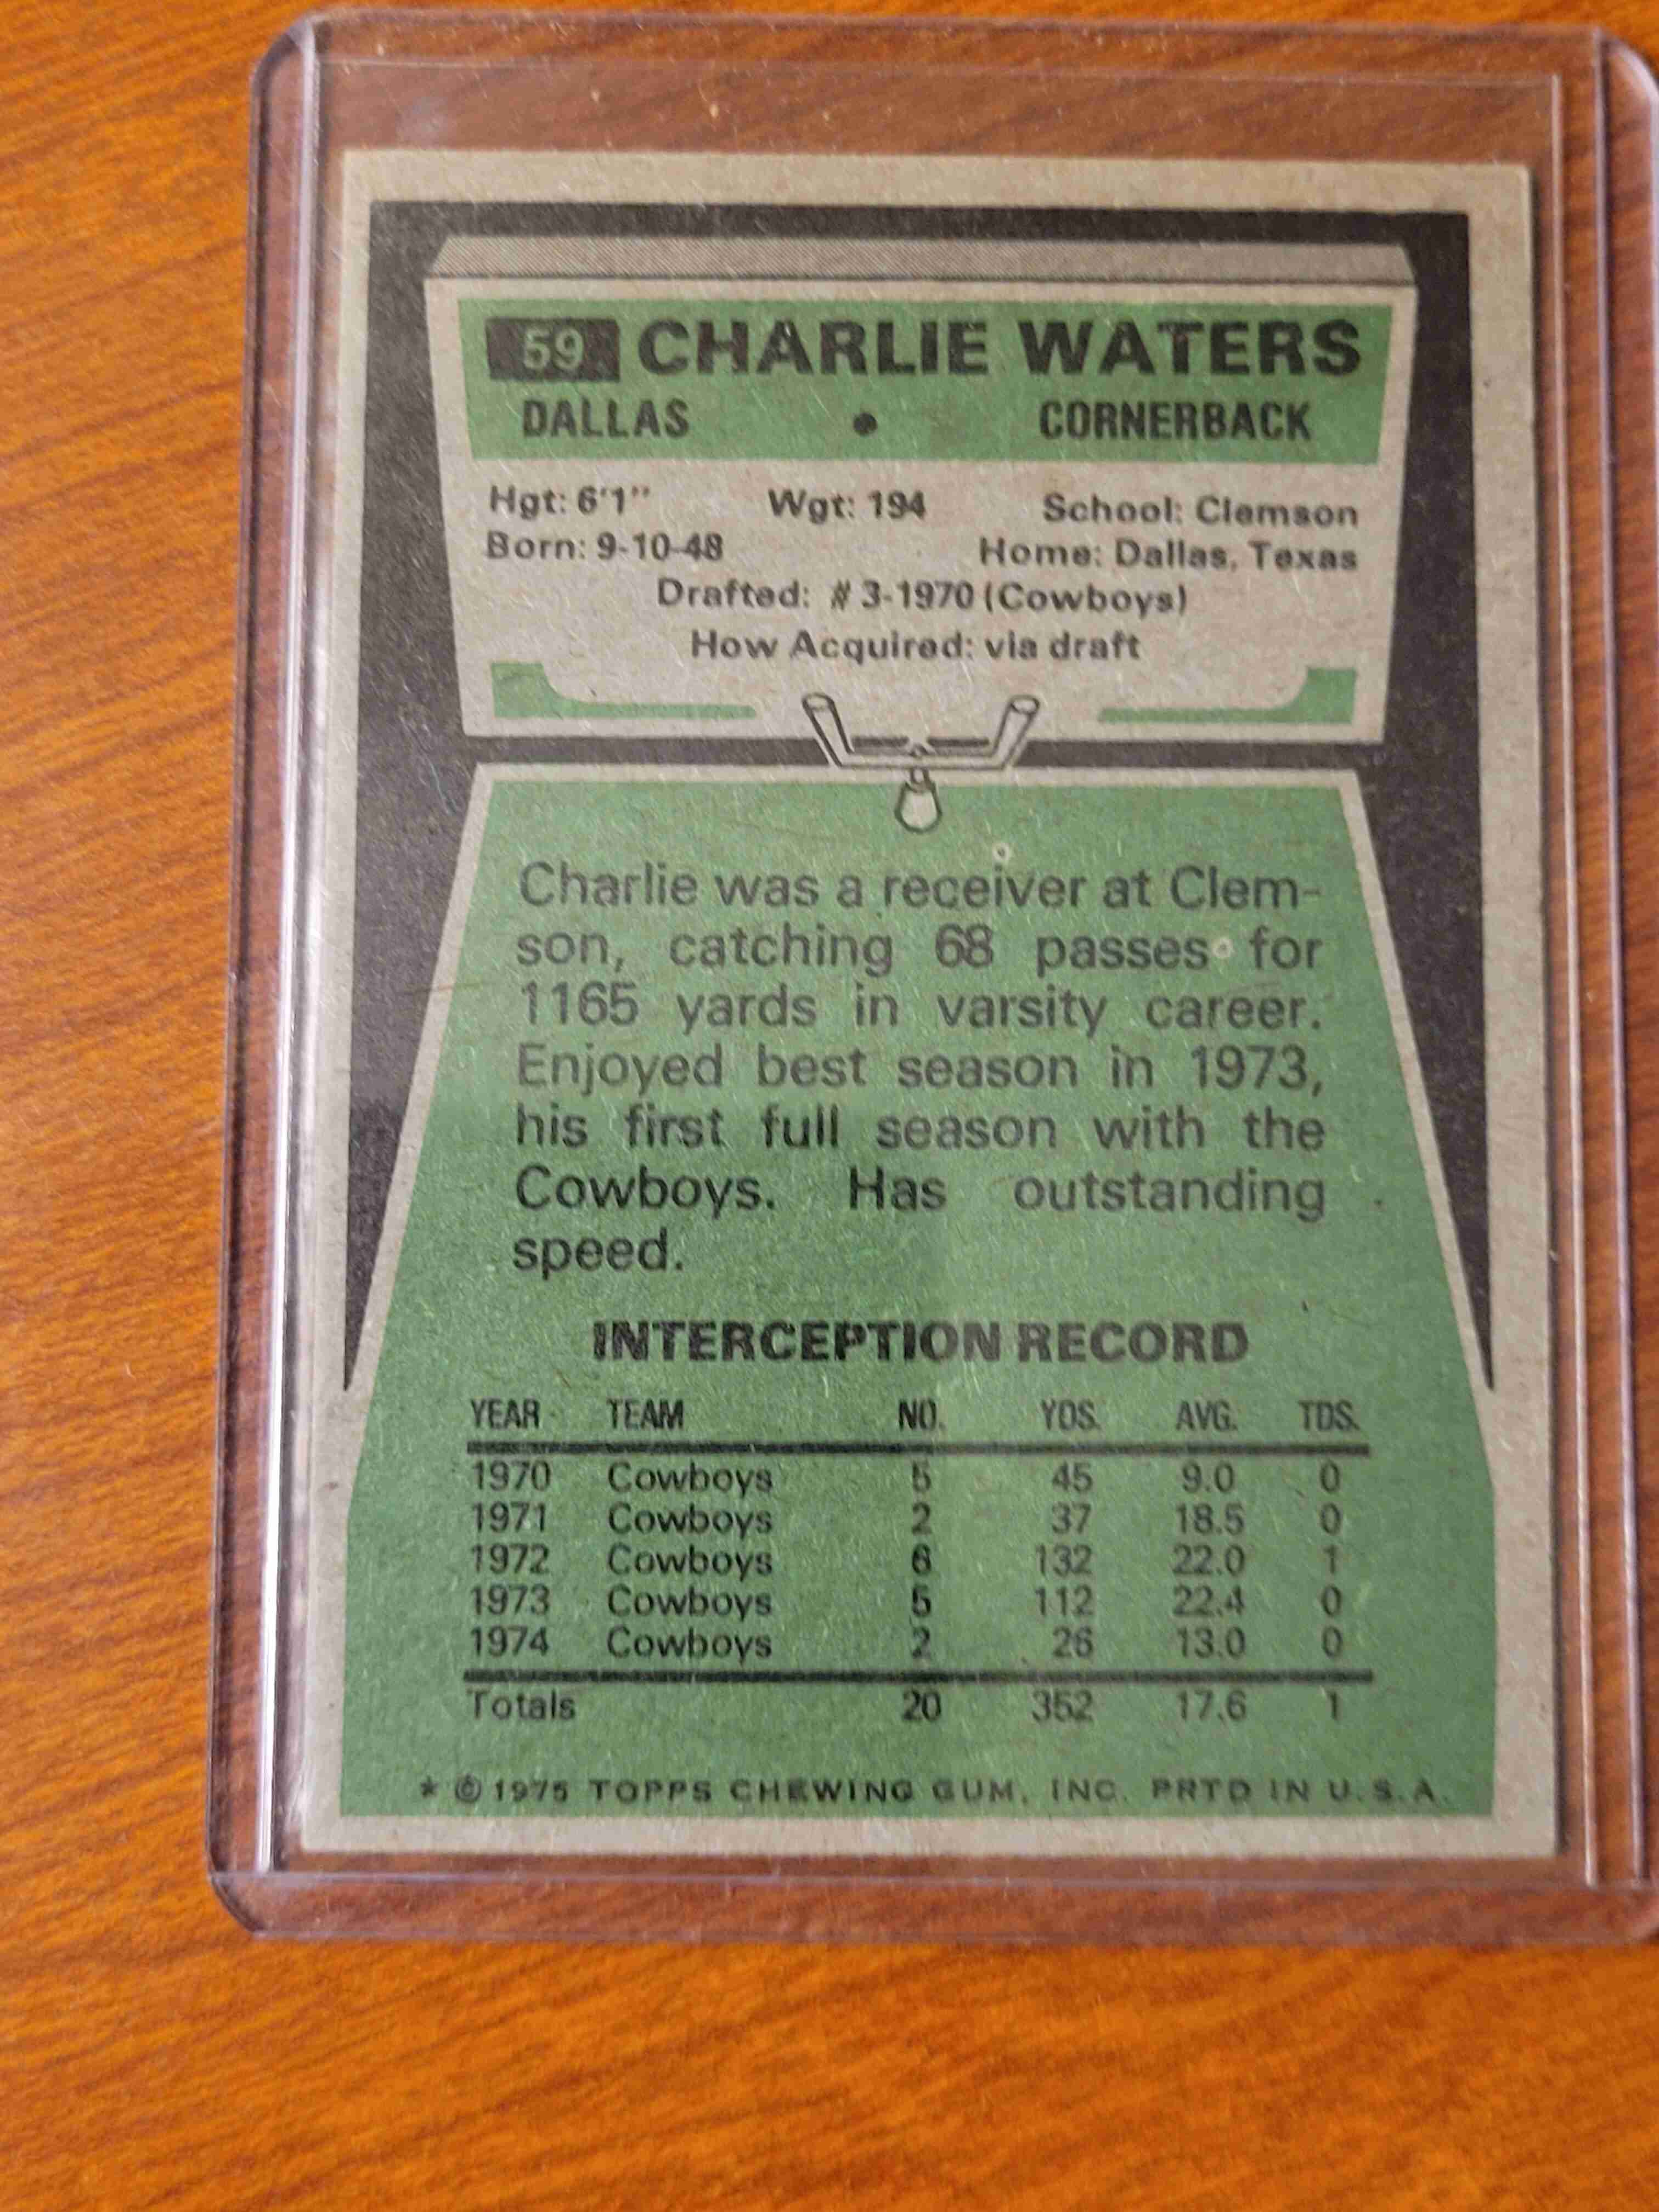 59 CHARLIE WATERS
DALLAS • CORNERBACK
Hgt: 6'1" Wgt: 194 School: Clemson
Born: 9-10-48 Home: Dallas, Texas
Drafted: #3-1970 (Cowboys)
How Acquired: via draft
Charlie was a receiver at Clem-
son, catching 68 passes for
1165 yards in varsity career.
Enjoyed best season in 1973,
his first full season with the
Cowboys. Has outstanding
speed.
INTERCEPTION RECORD
YEAR TEAM NO. YDS. AVG. TDS.
1970 Cowboys 5 45 9.0 0
1971 Cowboys 2 37 18.5 0
1972 Cowboys 6 132 22.0 1
1973 Cowboys 5 112 22.4 0
1974 Cowboys 2 26 13.0 0
Totals 20 352 17.6 1
* © 1975 TOPPS CHEWING GUM, INC. PRTD IN U.S.A.